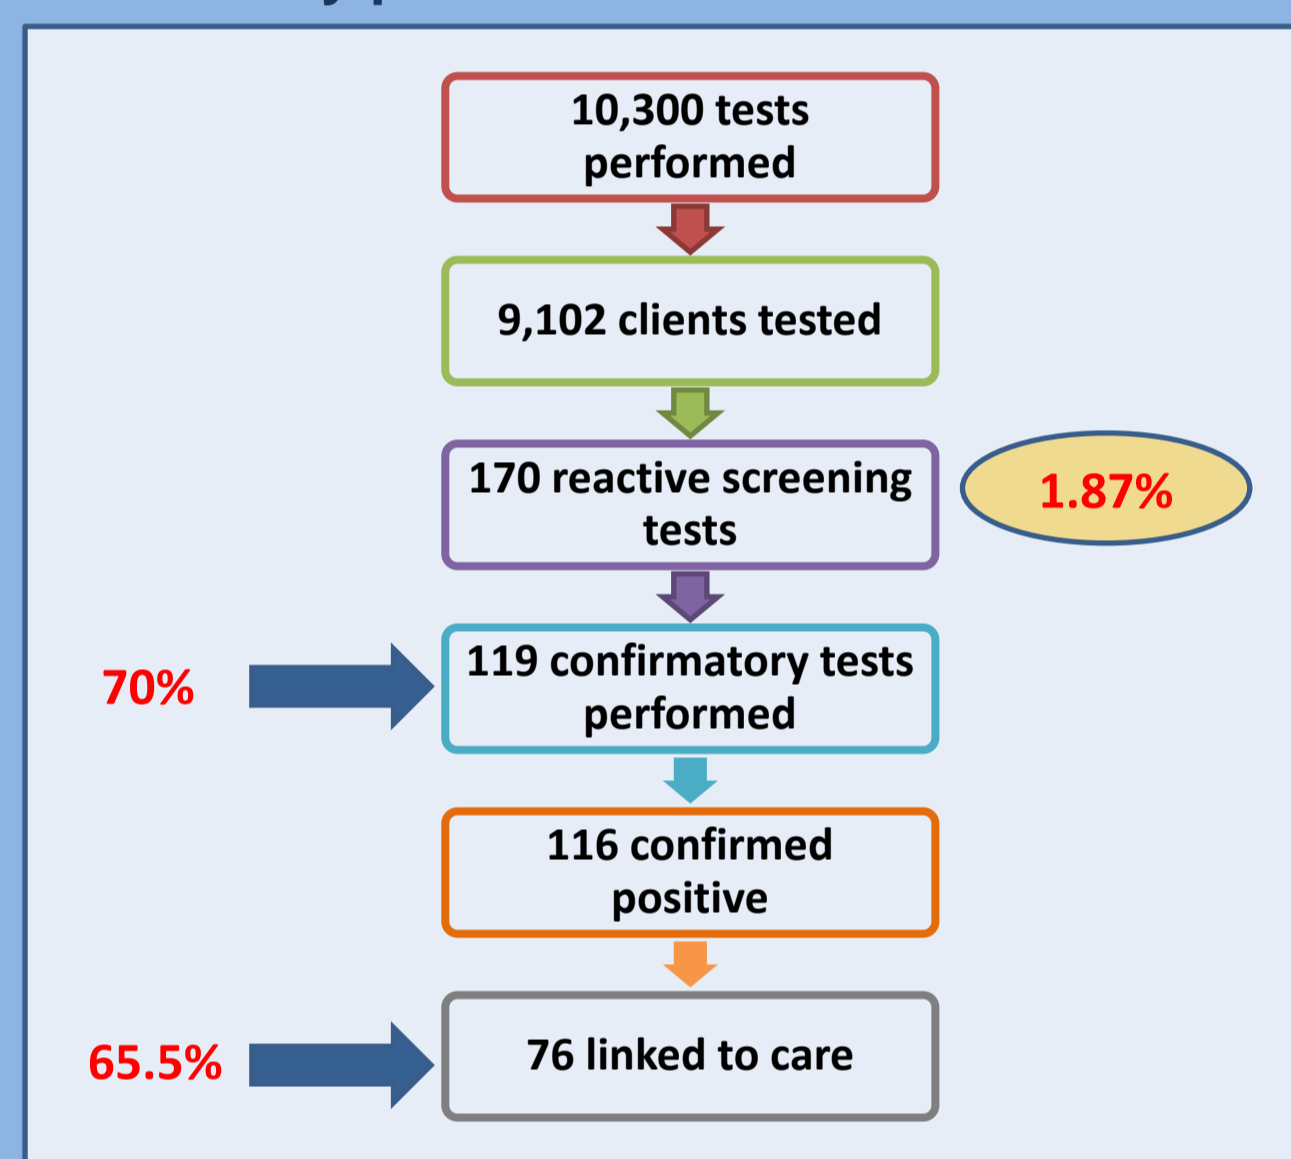 10,300 tests
performed
9,102 clients tested
170 reactive screening
tests
1.87%
70%
119 confirmatory tests
performed
116 confirmed
positive
65.5%
76 linked to care